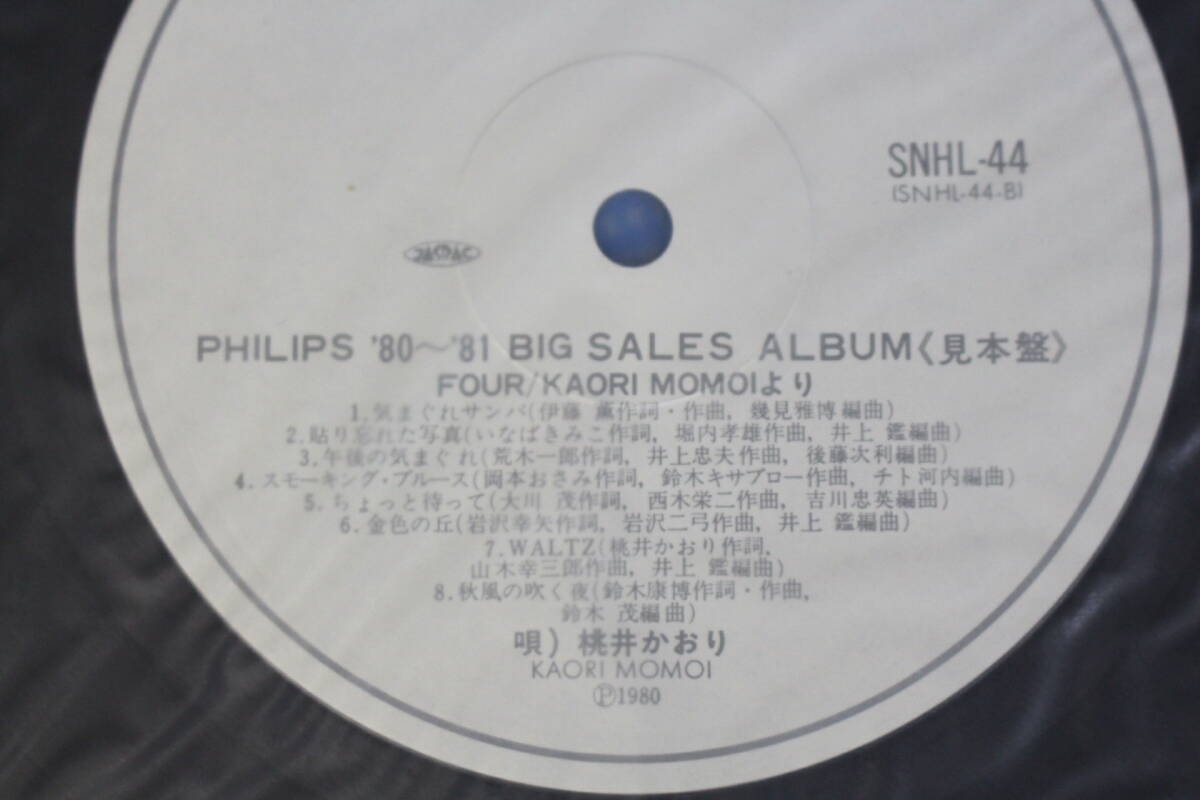 SNHL-44
(SNHL-44-B)
JASRAC
PHILIPS '80〜'81 BIG SALES ALBUM《見本盤》
FOUR/KAORI MOMOIより
1.気まぐれサンバ(伊藤 薫作詞・作曲, 幾見雅博編曲)
2.貼り忘れた写真(いなばきみこ作詞, 堀内孝雄作曲, 井上 鑑編曲)
3.午後の気まぐれ(荒木一郎作詞, 井上忠夫作曲, 後藤次利編曲)
4.スモーキング・ブルース(岡本おさみ作詞, 鈴木キサブロー作曲, チト河内編曲)
5.ちょっと待って(大川 茂作詞, 西木栄二作曲, 吉川忠英編曲)
6.金色の丘(岩沢幸矢作詞, 岩沢二弓作曲, 井上 鑑編曲)
7.WALTZ(桃井かおり作詞,
山木幸三郎作曲, 井上 鑑編曲)
8.秋風の吹く夜(鈴木康博作詞・作曲,
鈴木 茂編曲)
唄) 桃井かおり
KAORI MOMOI
Ⓟ1980